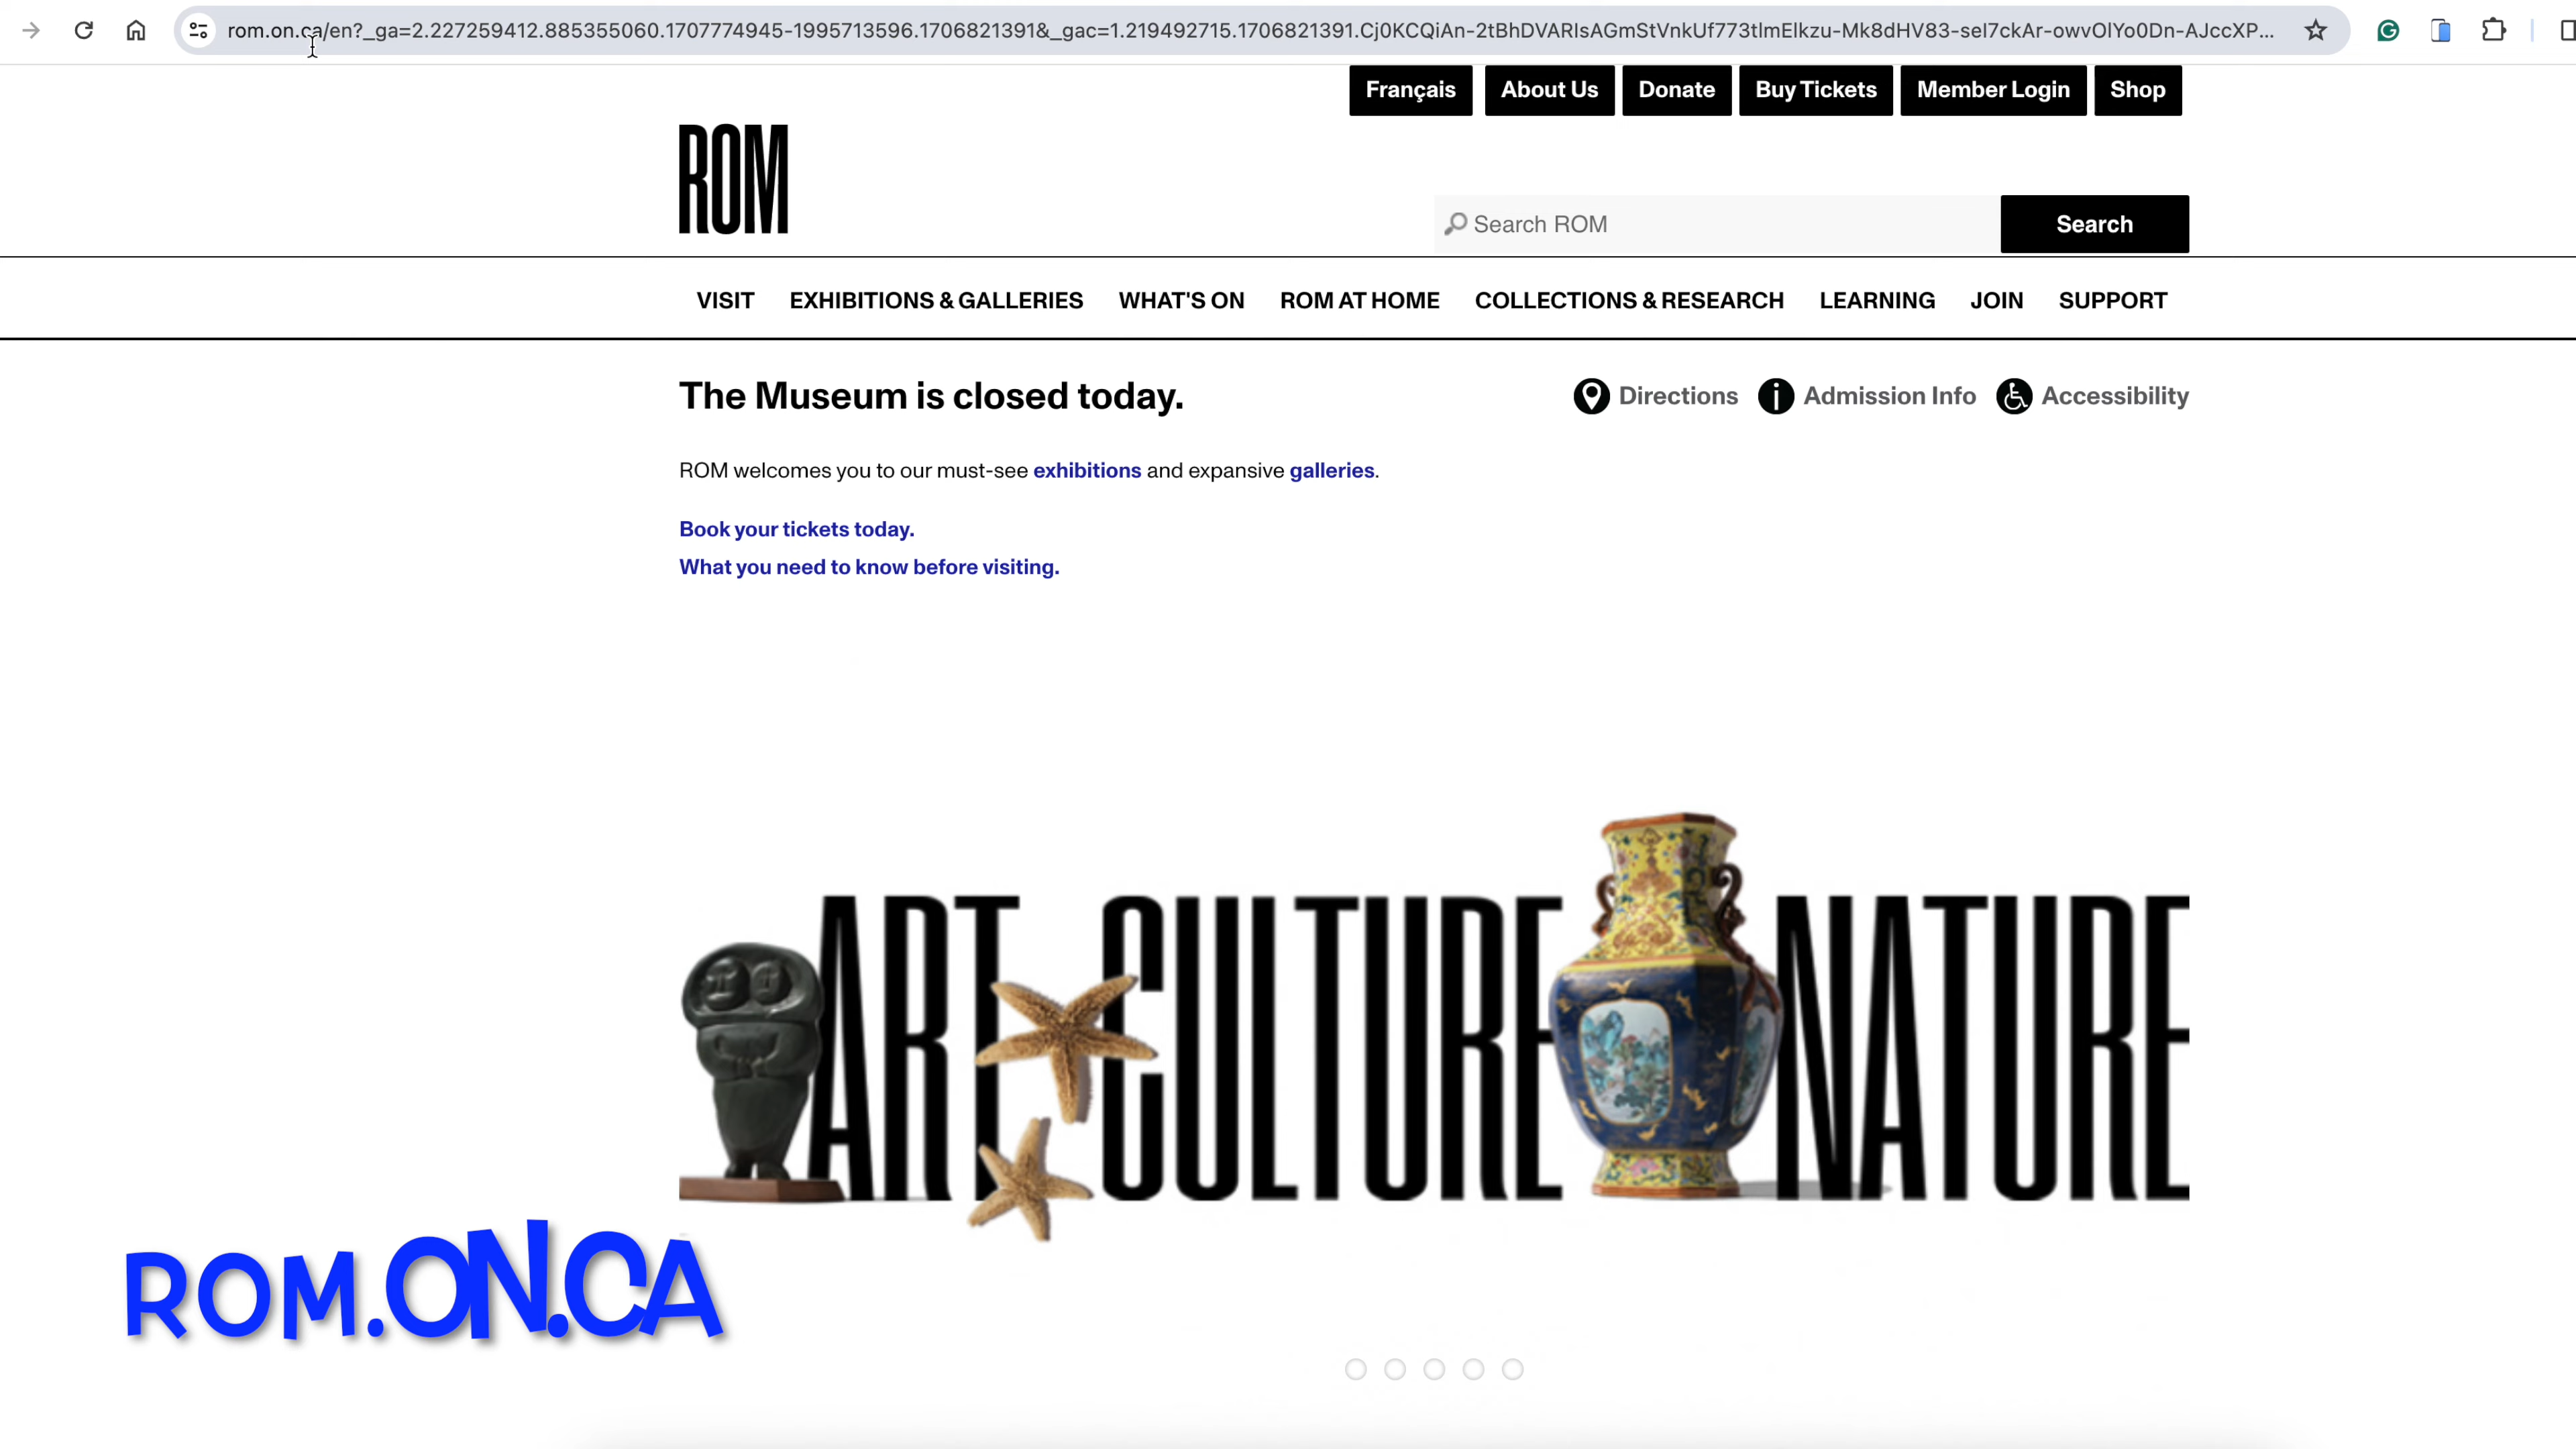 rom.on.ca/en?_ga=2.227259412.885355060.1707774945-1995713596.1706821391&_gac=1.219492715.1706821391.Cj0KCQiAn-2tBhDVARIsAGmStVnkUf773tlmElkzu-Mk8dHV83-sel7ckAr-owvOlYo0Dn-AJccXP...
Français About Us Donate Buy Tickets Member Login Shop
ROM
Search ROM Search
VISIT EXHIBITIONS & GALLERIES WHAT'S ON ROM AT HOME COLLECTIONS & RESEARCH LEARNING JOIN SUPPORT
The Museum is closed today. Directions Admission Info Accessibility
ROM welcomes you to our must-see exhibitions and expansive galleries.
Book your tickets today.
What you need to know before visiting.
ART CULTURE NATURE
ROM.ON.CA